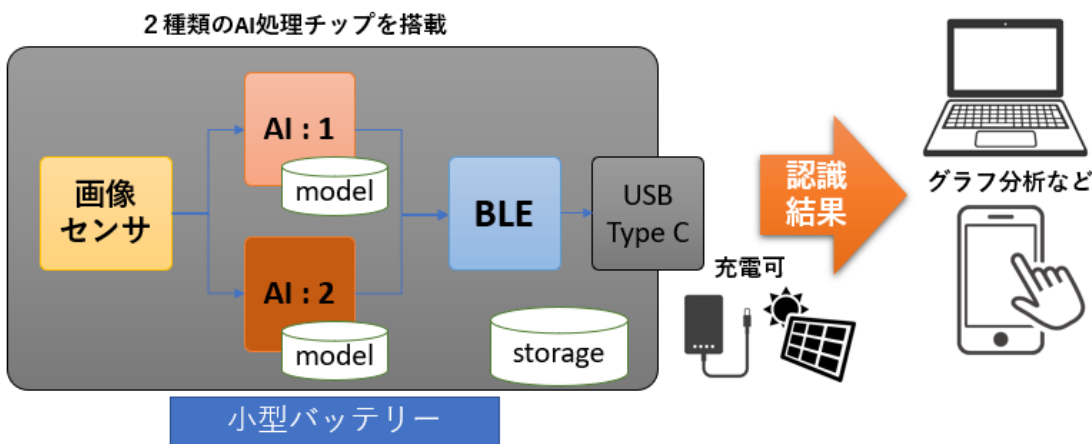 ２種類のAI処理チップを搭載
画像
センサ
AI : 1
model
AI : 2
model
BLE
USB
Type C
storage
小型バッテリー
認識
結果
充電可
グラフ分析など